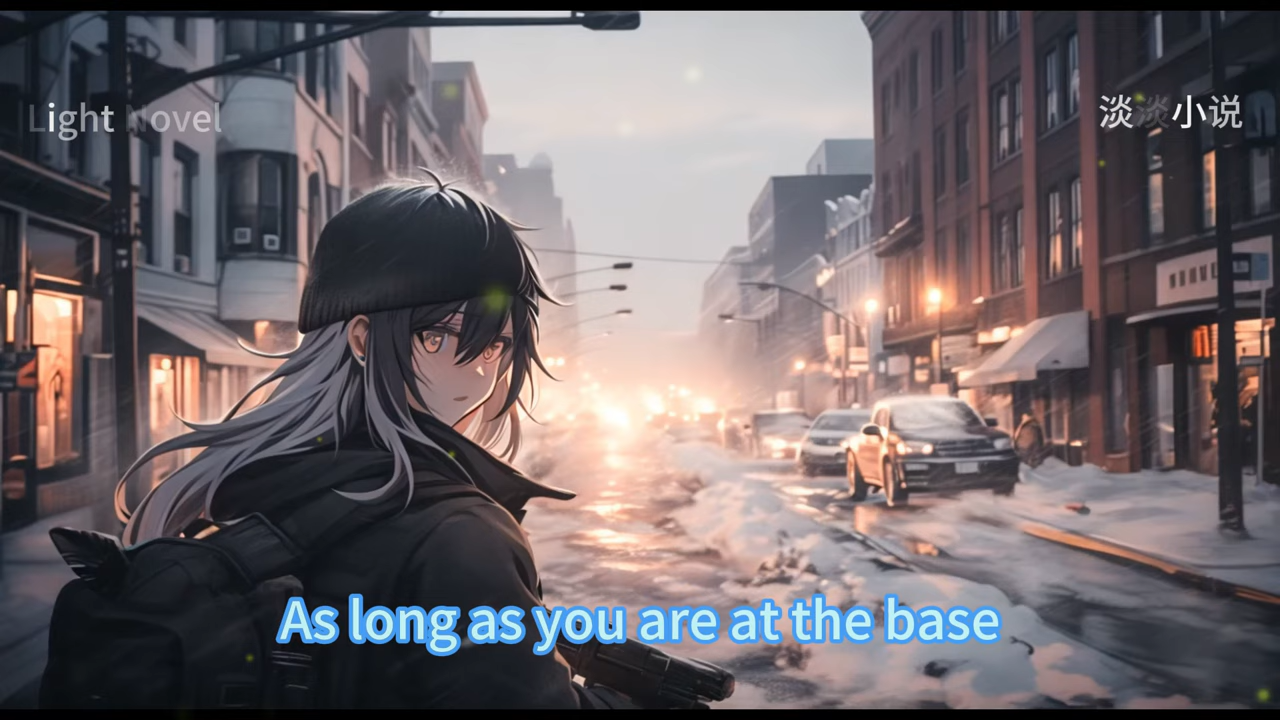 Light Novel
淡淡小说
As long as you are at the base